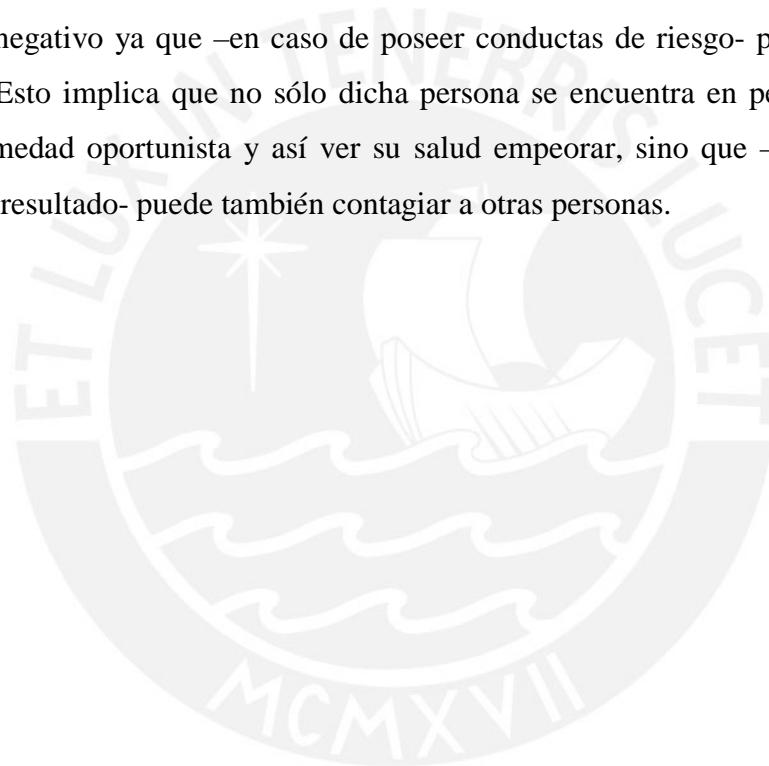 negativo ya que –en caso de poseer conductas de riesgo- p
Esto implica que no sólo dicha persona se encuentra en pe
medad oportunista y así ver su salud empeorar, sino que –
resultado- puede también contagiar a otras personas.
ET LUX IN TENEBRIS LUCET
MCMXVII